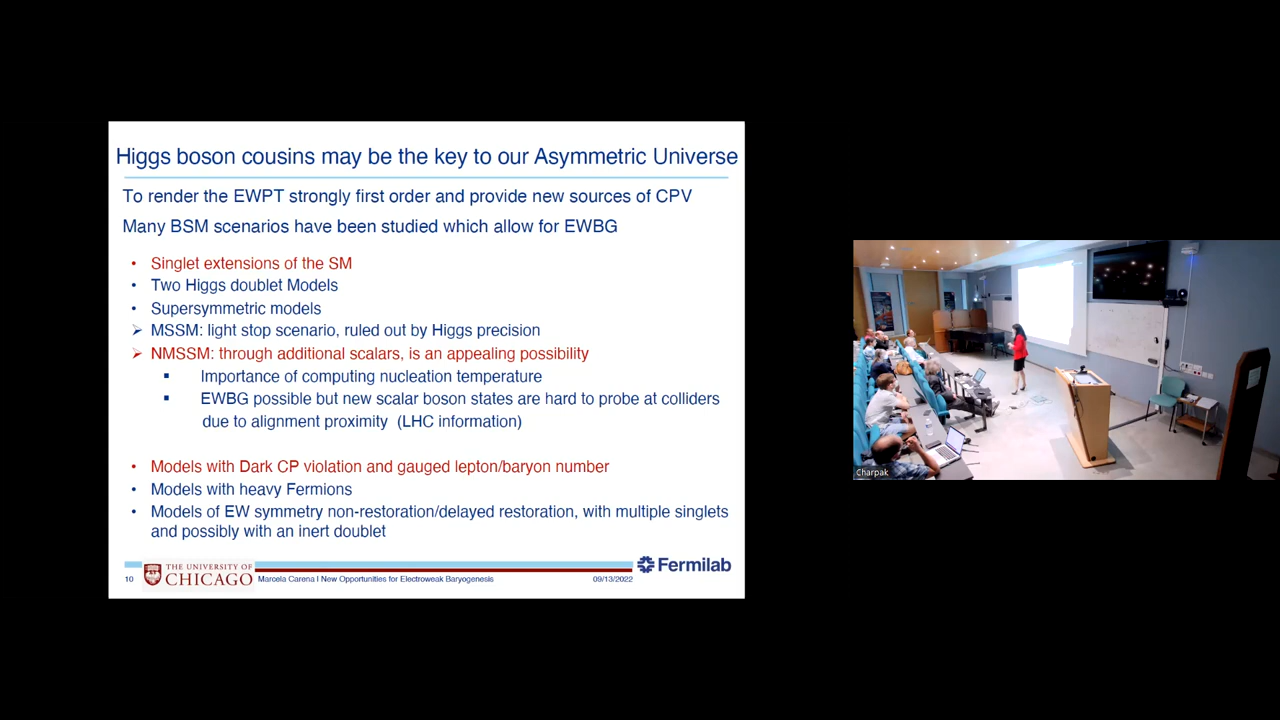 Higgs boson cousins may be the key to our Asymmetric Universe
To render the EWPT strongly first order and provide new sources of CPV
Many BSM scenarios have been studied which allow for EWBG
• Singlet extensions of the SM
• Two Higgs doublet Models
• Supersymmetric models
➢ MSSM: light stop scenario, ruled out by Higgs precision
➢ NMSSM: through additional scalars, is an appealing possibility
▪ Importance of computing nucleation temperature
▪ EWBG possible but new scalar boson states are hard to probe at colliders
due to alignment proximity (LHC information)
• Models with Dark CP violation and gauged lepton/baryon number
• Models with heavy Fermions
• Models of EW symmetry non-restoration/delayed restoration, with multiple singlets
and possibly with an inert doublet
10
THE UNIVERSITY OF
CHICAGO
Marcela Carena I New Opportunities for Electroweak Baryogenesis
09/13/2022
Fermilab
Charpak